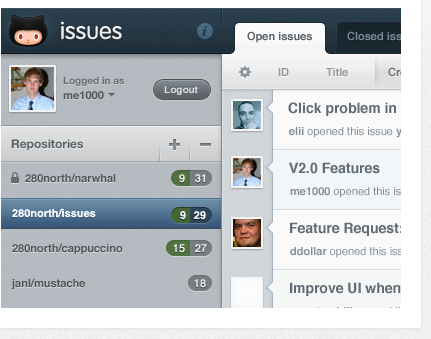 issues
i
Open issues
Closed iss
Logged in as
me1000
Logout
ID
Title
Cr
Repositories
280north/narwhal
9 31
280north/issues
9 29
280north/cappuccino
15 27
janl/mustache
18
Click problem in
elii opened this issue y
V2.0 Features
me1000 opened this is
Feature Request:
ddollar opened this iss
Improve UI when